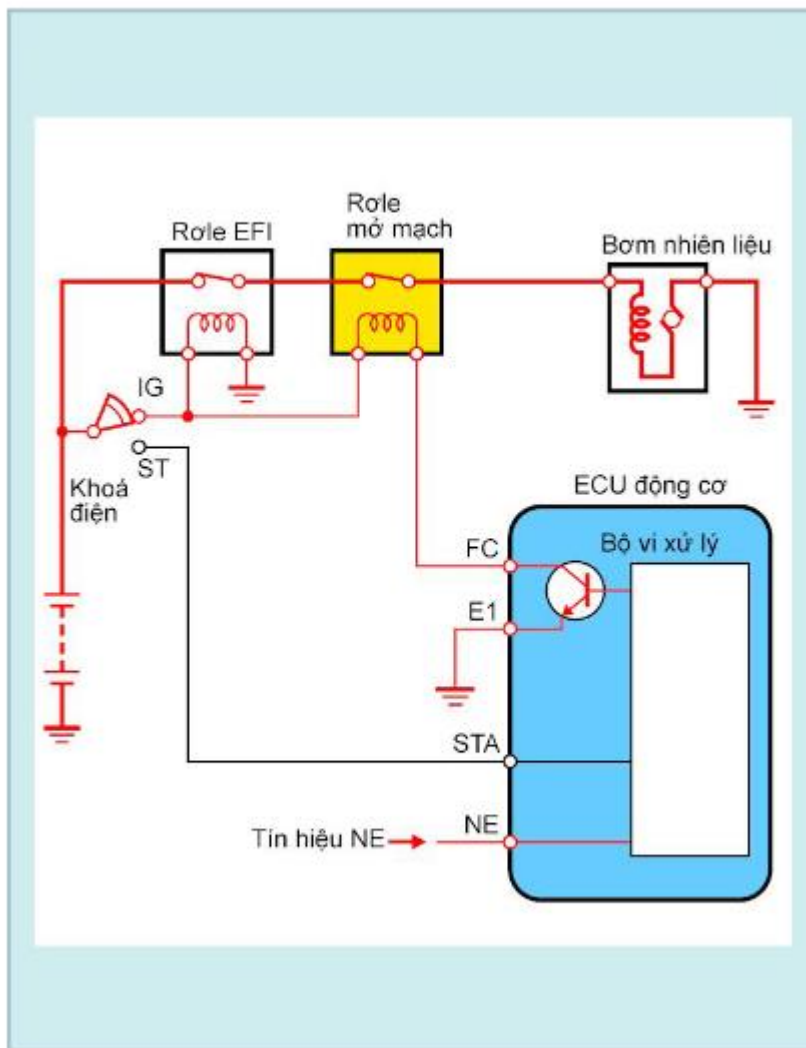 Rơle EFI
Rơle
mở mạch
Bơm nhiên liệu
IG
ST
Khoá
điện
ECU động cơ
Bộ vi xử lý
FC
E1
STA
Tín hiệu NE
NE